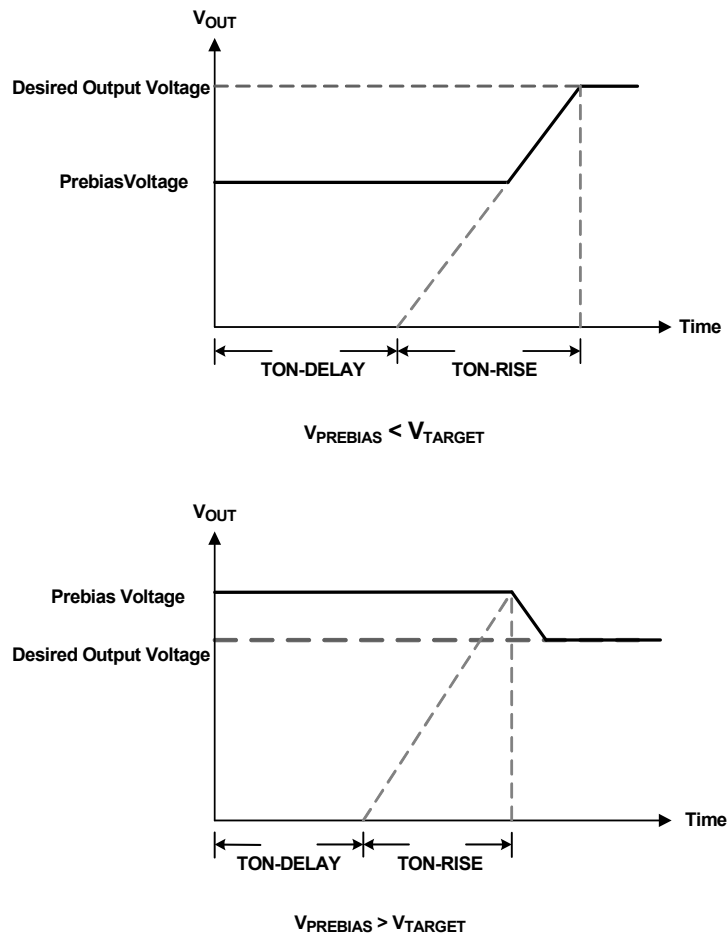 VOUT
Desired Output Voltage
PrebiasVoltage
Time
TON-DELAY
TON-RISE
VPREBIAS < VTARGET
VOUT
Prebias Voltage
Desired Output Voltage
Time
TON-DELAY
TON-RISE
VPREBIAS > VTARGET